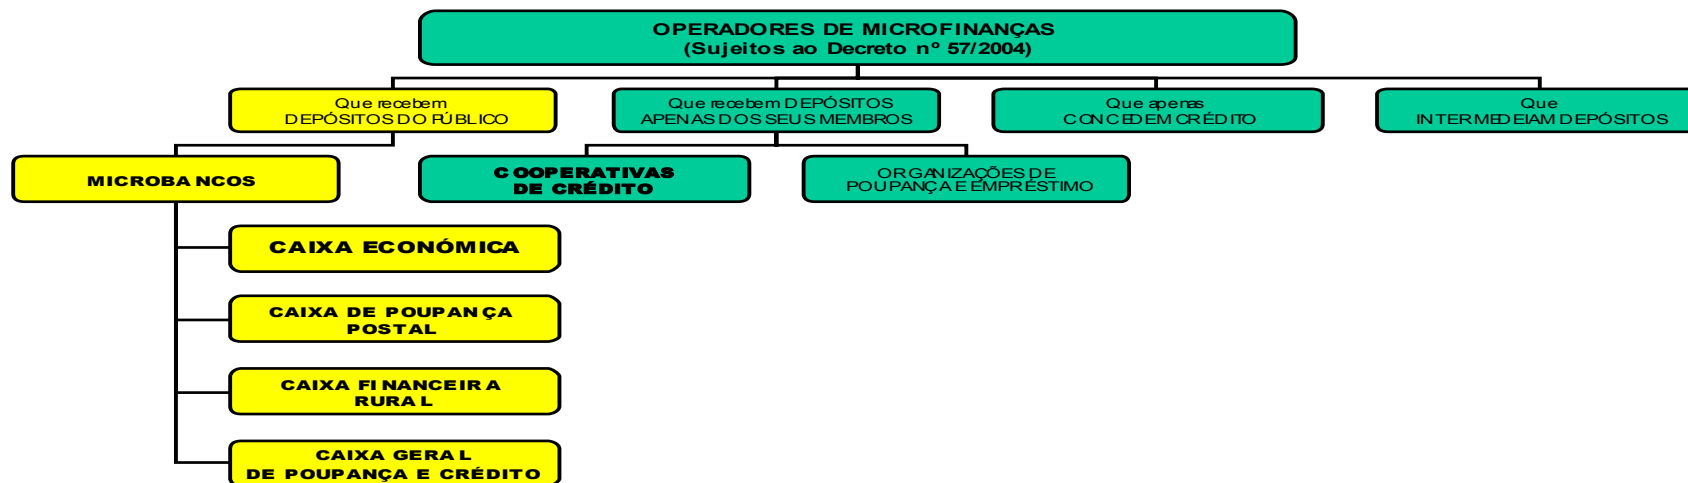 OPERADORES DE MICROFINANÇAS
(Sujeitos ao Decreto nº 57/2004)
Que recebem
DEPÓSITOS DO PÚBLICO
Que recebem DEPÓSITOS
APENAS DOS SEUS MEMBROS
Que apenas
CONCEDEM CRÉDITO
Que
INTERMEDEIAM DEPÓSITOS
MICROBANCOS
COOPERATIVAS
DE CRÉDITO
ORGANIZAÇÕES DE
POUPANÇA E EMPRÉSTIMO
CAIXA ECONÓMICA
CAIXA DE POUPANÇA
POSTAL
CAIXA FINANCEIRA
RURAL
CAIXA GERAL
DE POUPANÇA E CRÉDITO